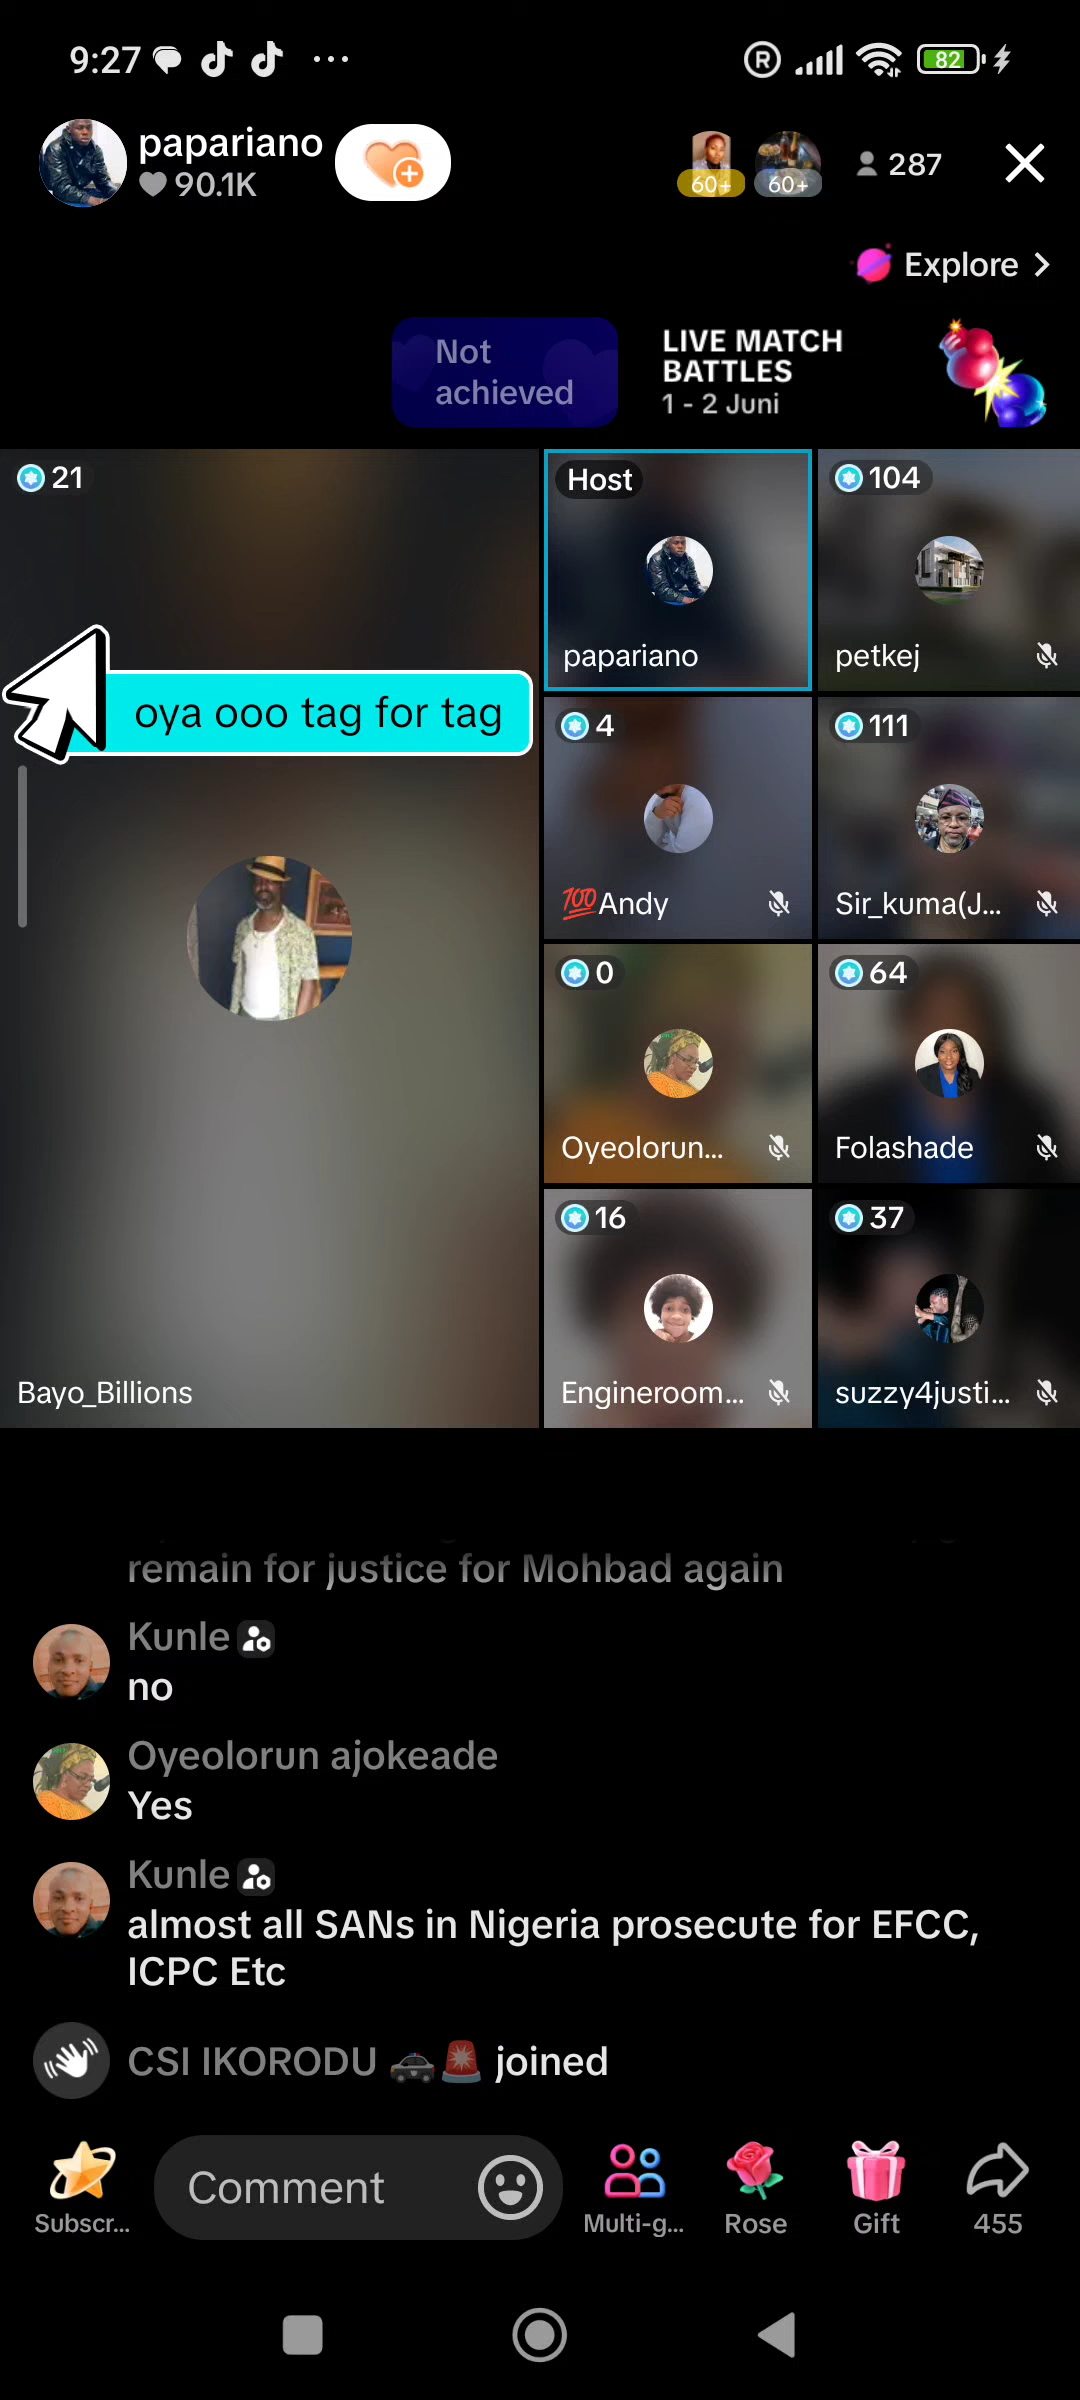 9:27
R
82
papariano
90.1K
60+
60+
287
Explore
Not
achieved
LIVE MATCH
BATTLES
1 - 2 Juni
21
Host
papariano
104
petkej
oya ooo tag for tag
4
💯Andy
111
Sir_kuma(J...
0
Oyeolorun...
64
Folashade
Bayo_Billions
16
Engineroom...
37
suzzy4justi...
remain for justice for Mohbad again
Kunle
no
Oyeolorun ajokeade
Yes
Kunle
almost all SANs in Nigeria prosecute for EFCC,
ICPC Etc
CSI IKORODU 🚓🚨 joined
Subscr...
Comment
Multi-g...
Rose
Gift
455